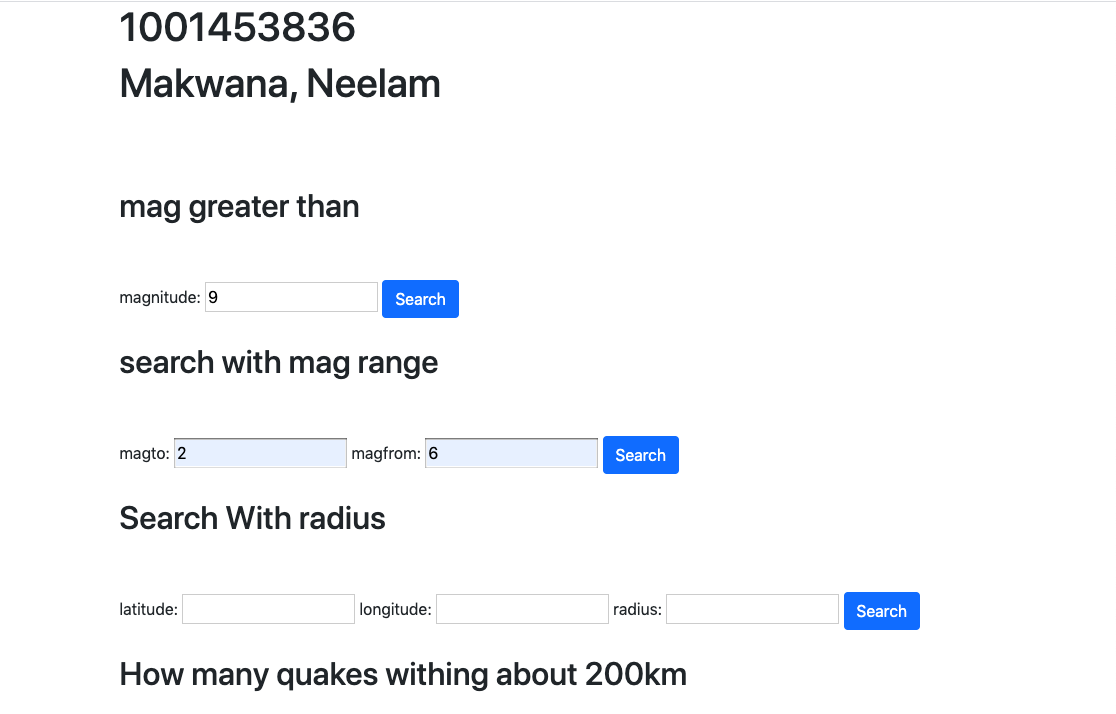 1001453836
Makwana, Neelam
mag greater than
magnitude: 9 Search
search with mag range
magto: 2 magfrom: 6 Search
Search With radius
latitude: longitude: radius: Search
How many quakes withing about 200km